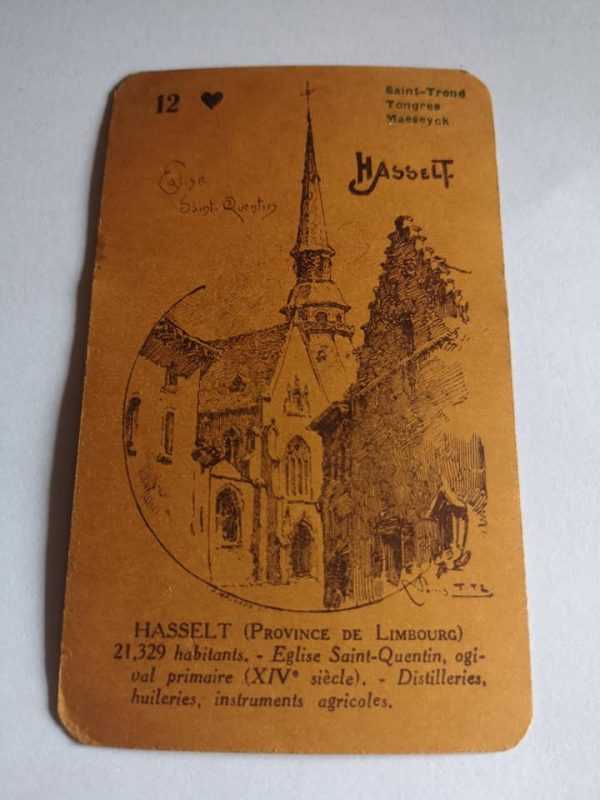 12 ♥
Saint-Trond
Tongres
Maeseyck
Eglise
Saint-Quentin
HASSELT.
HASSELT (PROVINCE DE LIMBOURG)
21,329 habitants. - Eglise Saint-Quentin, ogi-
val primaire (XIVᵉ siècle). - Distilleries,
huileries, instruments agricoles.